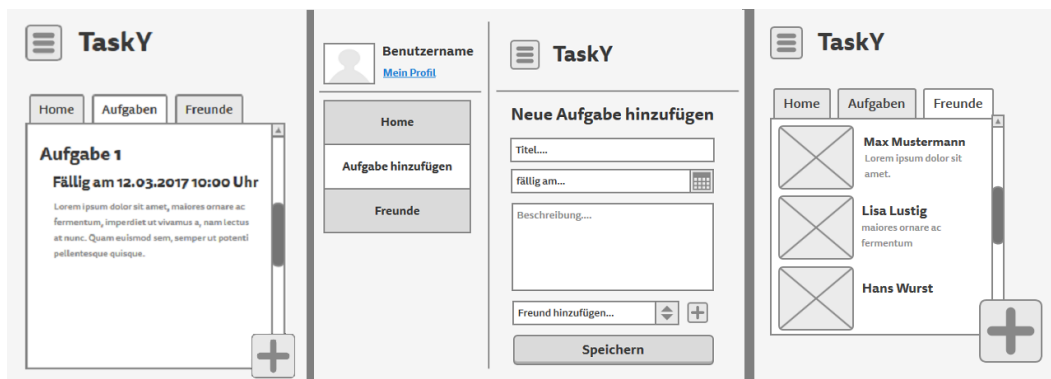 TaskY
Home
Aufgaben
Freunde
Aufgabe 1
Fällig am 12.03.2017 10:00 Uhr
Lorem ipsum dolor sit amet, maiores ornare ac
fermentum, imperdiet ut vivamus a, nam lectus
at nunc. Quam euismod sem, semper ut potenti
pellentesque quisque.
Benutzername
Mein Profil
Home
Aufgabe hinzufügen
Freunde
TaskY
Neue Aufgabe hinzufügen
Titel....
fällig am...
Beschreibung....
Freund hinzufügen...
Speichern
TaskY
Home
Aufgaben
Freunde
Max Mustermann
Lorem ipsum dolor sit
amet.
Lisa Lustig
maiores ornare ac
fermentum
Hans Wurst